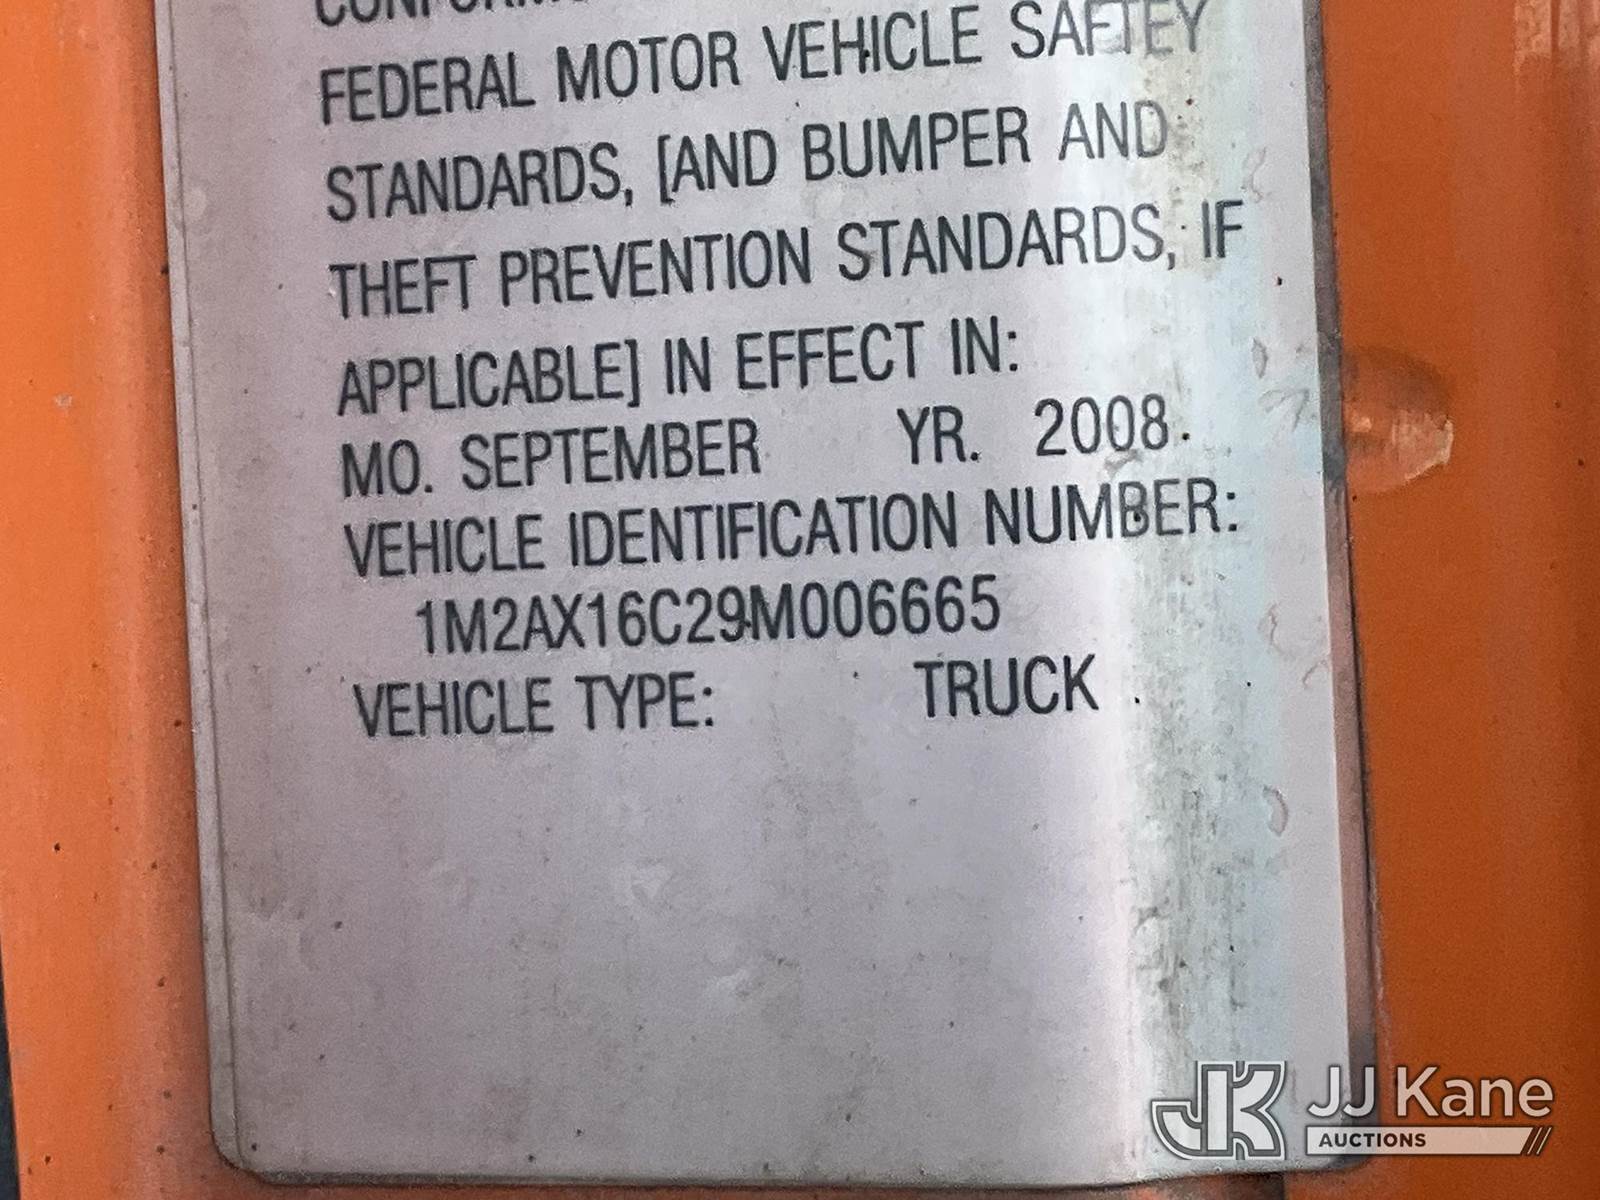 FEDERAL MOTOR VEHICLE SAFTEY
STANDARDS, [AND BUMPER AND
THEFT PREVENTION STANDARDS, IF
APPLICABLE] IN EFFECT IN:
MO. SEPTEMBER YR. 2008
VEHICLE IDENTIFICATION NUMBER:
1M2AX16C29M006665
VEHICLE TYPE: TRUCK
JK JJ Kane
AUCTIONS